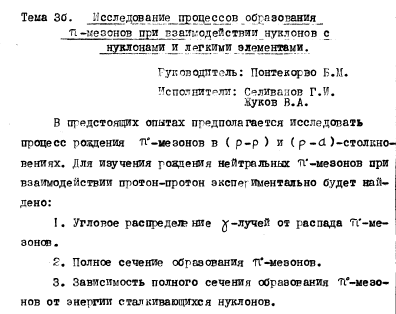 Тема 3б. Исследование процессов образования
π-мезонов при взаимодействии нуклонов с
нуклонами и легкими элементами.
Руководитель: Понтекорво Б.М.
Исполнители: Селиванов Г.И.
Жуков В.А.
В предстоящих опытах предполагается исследовать
процесс рождения π°-мезонов в (p-p) и (p-d)-столкно-
вениях. Для изучения рождения нейтральных π°-мезонов при
взаимодействии протон-протон экспериментально будет най-
дено:
1. Угловое распределение γ-лучей от распада π°-ме-
зонов.
2. Полное сечение образования π°-мезонов.
3. Зависимость полного сечения образования π°-мезо-
нов от энергии сталкивающихся нуклонов.